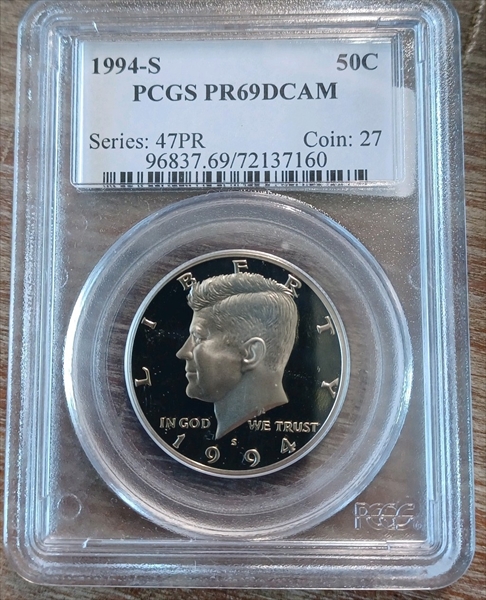 1994-S 50C
PCGS PR69DCAM
Series: 47PR Coin: 27
96837.69/72137160
LIBERTY
IN GOD WE TRUST
S
1994
PCGS